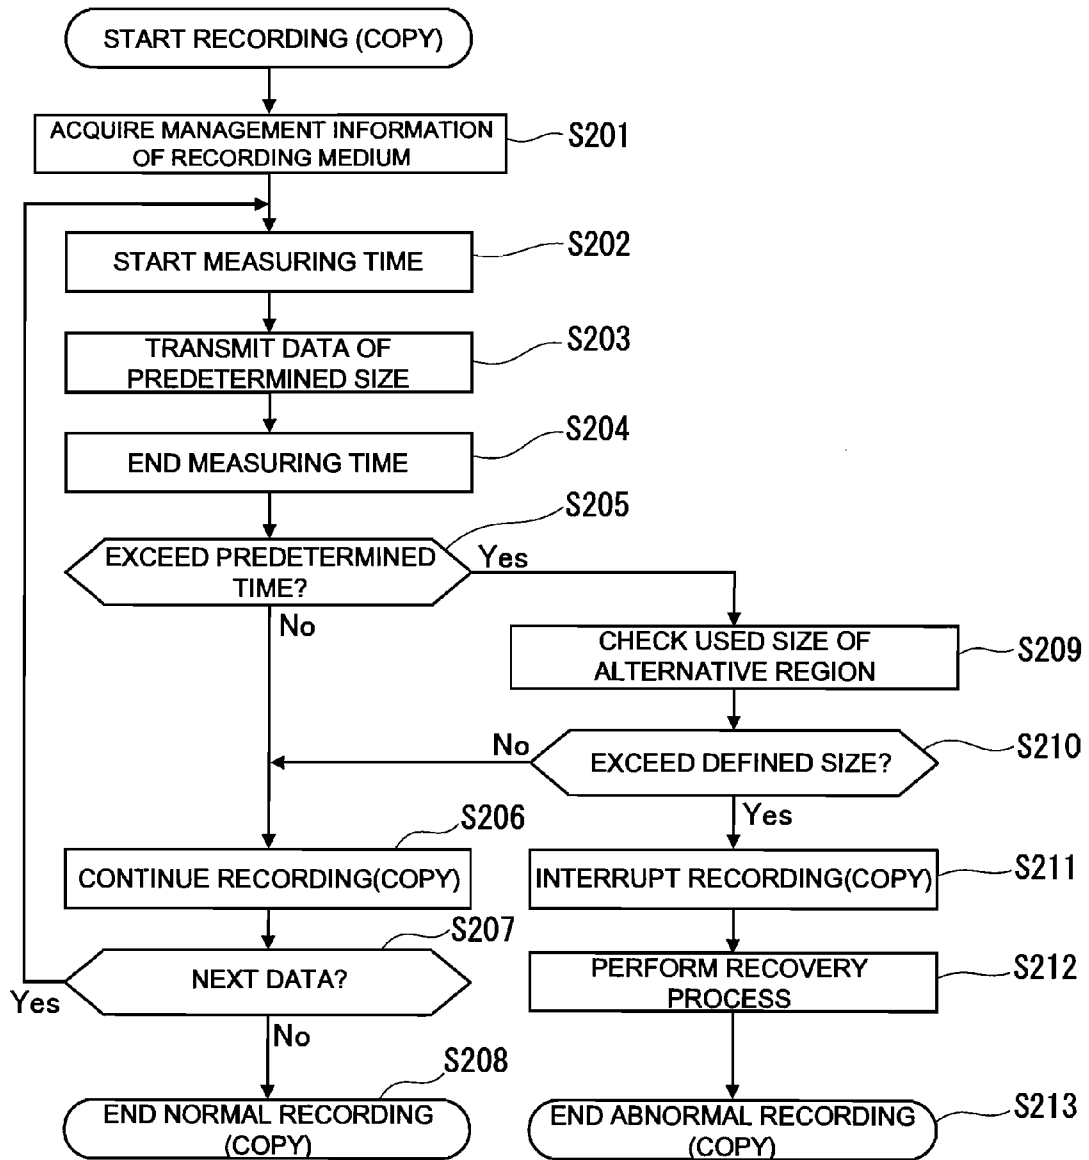 START RECORDING (COPY)
ACQUIRE MANAGEMENT INFORMATION
OF RECORDING MEDIUM
S201
START MEASURING TIME
S202
TRANSMIT DATA OF
PREDETERMINED SIZE
S203
END MEASURING TIME
S204
EXCEED PREDETERMINED
TIME?
S205
Yes
No
CHECK USED SIZE OF
ALTERNATIVE REGION
S209
EXCEED DEFINED SIZE?
S210
No
Yes
CONTINUE RECORDING(COPY)
S206
INTERRUPT RECORDING(COPY)
S211
NEXT DATA?
S207
Yes
No
PERFORM RECOVERY
PROCESS
S212
END NORMAL RECORDING
(COPY)
S208
END ABNORMAL RECORDING
(COPY)
S213